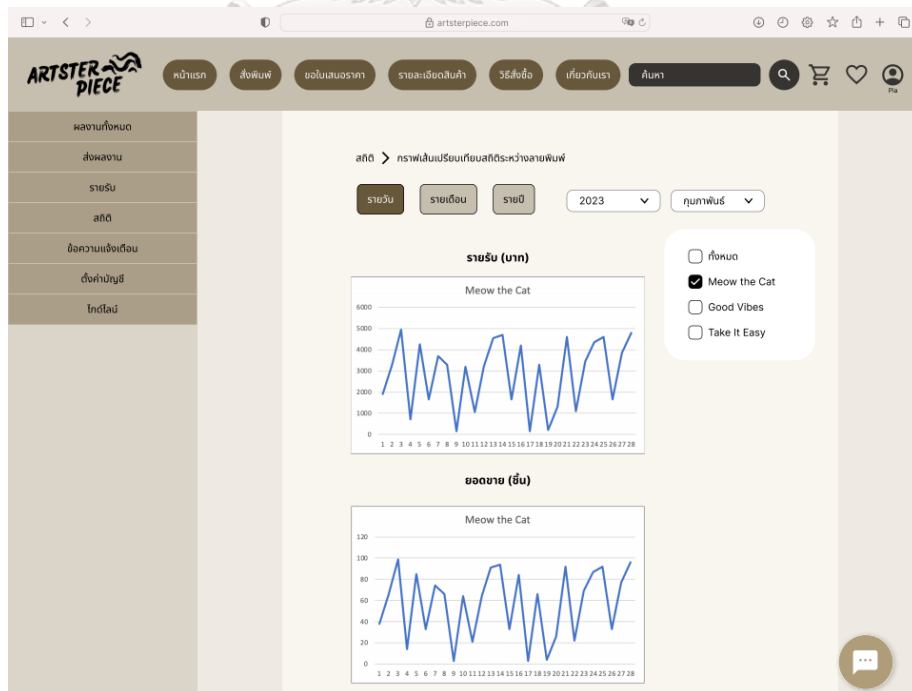 artsterpiece.com
ARTSTER
PIECE
หน้าแรก
สั่งพิมพ์
ขอใบเสนอราคา
รายละเอียดสินค้า
วิธีสั่งซื้อ
เกี่ยวกับเรา
ค้นหา
Pla
ผลงานทั้งหมด
ส่งผลงาน
รายรับ
สถิติ
ข้อความแจ้งเตือน
ตั้งค่าบัญชี
ไกด์ไลน์
สถิติ > กราฟเส้นเปรียบเทียบสถิติระหว่างลายพิมพ์
รายวัน
รายเดือน
รายปี
2023
กุมภาพันธ์
ทั้งหมด
Meow the Cat
Good Vibes
Take It Easy
รายรับ (บาท)
Meow the Cat
6000
5000
4000
3000
2000
1000
0
1 2 3 4 5 6 7 8 9 10 11 12 13 14 15 16 17 18 19 20 21 22 23 24 25 26 27 28
ยอดขาย (ชิ้น)
Meow the Cat
120
100
80
60
40
20
0
1 2 3 4 5 6 7 8 9 10 11 12 13 14 15 16 17 18 19 20 21 22 23 24 25 26 27 28